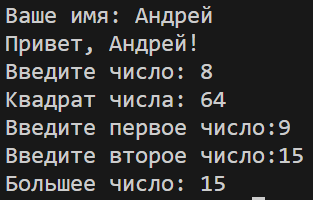 Ваше имя: Андрей
Привет, Андрей!
Введите число: 8
Квадрат числа: 64
Введите первое число:9
Введите второе число:15
Большее число: 15